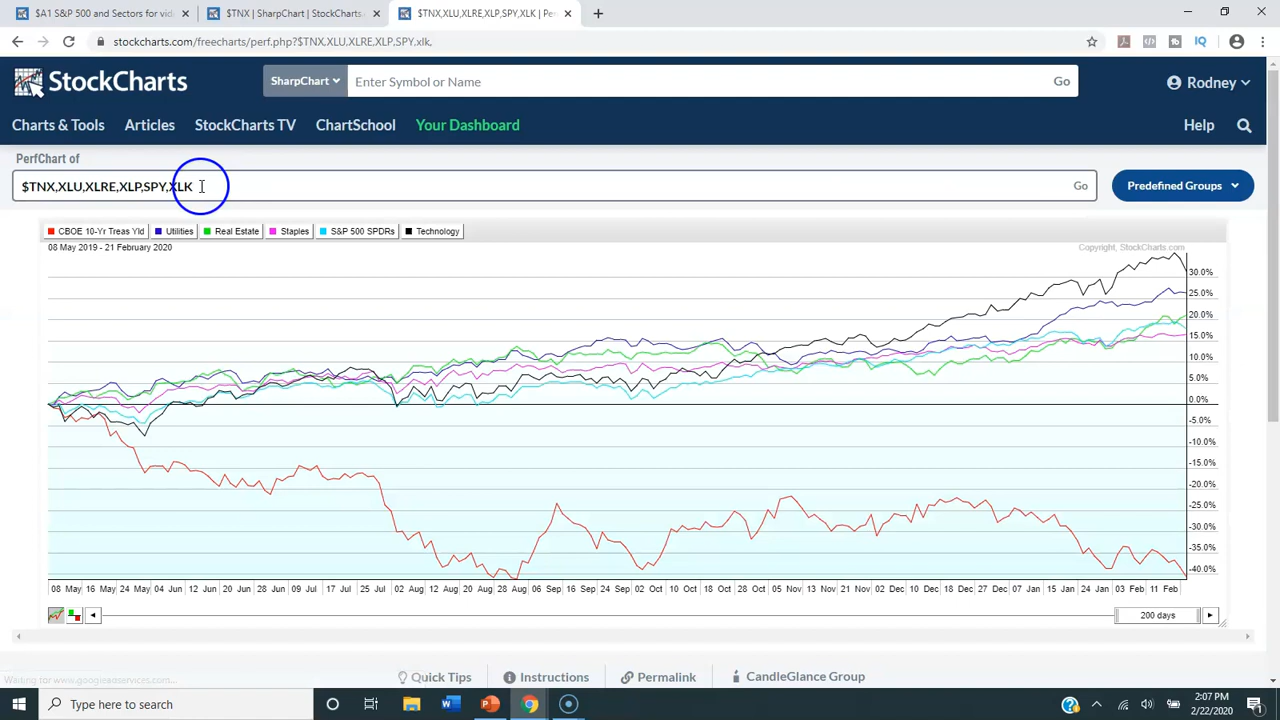 $A1 S&P 500 and Sectors for vid
$TNX | SharpChart | StockCharts.
$TNX,XLU,XLRE,XLP,SPY,XLK | Per
stockcharts.com/freecharts/perf.php?$TNX,XLU,XLRE,XLP,SPY.xlk,
IQ
StockCharts
SharpChart
Enter Symbol or Name
Go
Rodney
Charts & Tools
Articles
StockCharts TV
ChartSchool
Your Dashboard
Help
PerfChart of
$TNX,XLU,XLRE,XLP,SPY,XLK
Go
Predefined Groups
CBOE 10-Yr Treas Yld
Utilities
Real Estate
Staples
S&P 500 SPDRs
Technology
08 May 2019 - 21 February 2020
Copyright, StockCharts.com
30.0%
25.0%
20.0%
15.0%
10.0%
5.0%
0.0%
-5.0%
-10.0%
-15.0%
-20.0%
-25.0%
-30.0%
-35.0%
-40.0%
08 May 16 May 24 May 04 Jun 12 Jun 20 Jun 28 Jun 09 Jul 17 Jul 25 Jul 02 Aug 12 Aug 20 Aug 28 Aug 06 Sep 16 Sep 24 Sep 02 Oct 10 Oct 18 Oct 28 Oct 05 Nov 13 Nov 21 Nov 02 Dec 10 Dec 18 Dec 27 Dec 07 Jan 15 Jan 24 Jan 03 Feb 11 Feb
200 days
Quick Tips
Instructions
Permalink
CandleGlance Group
Type here to search
2:07 PM
2/22/2020